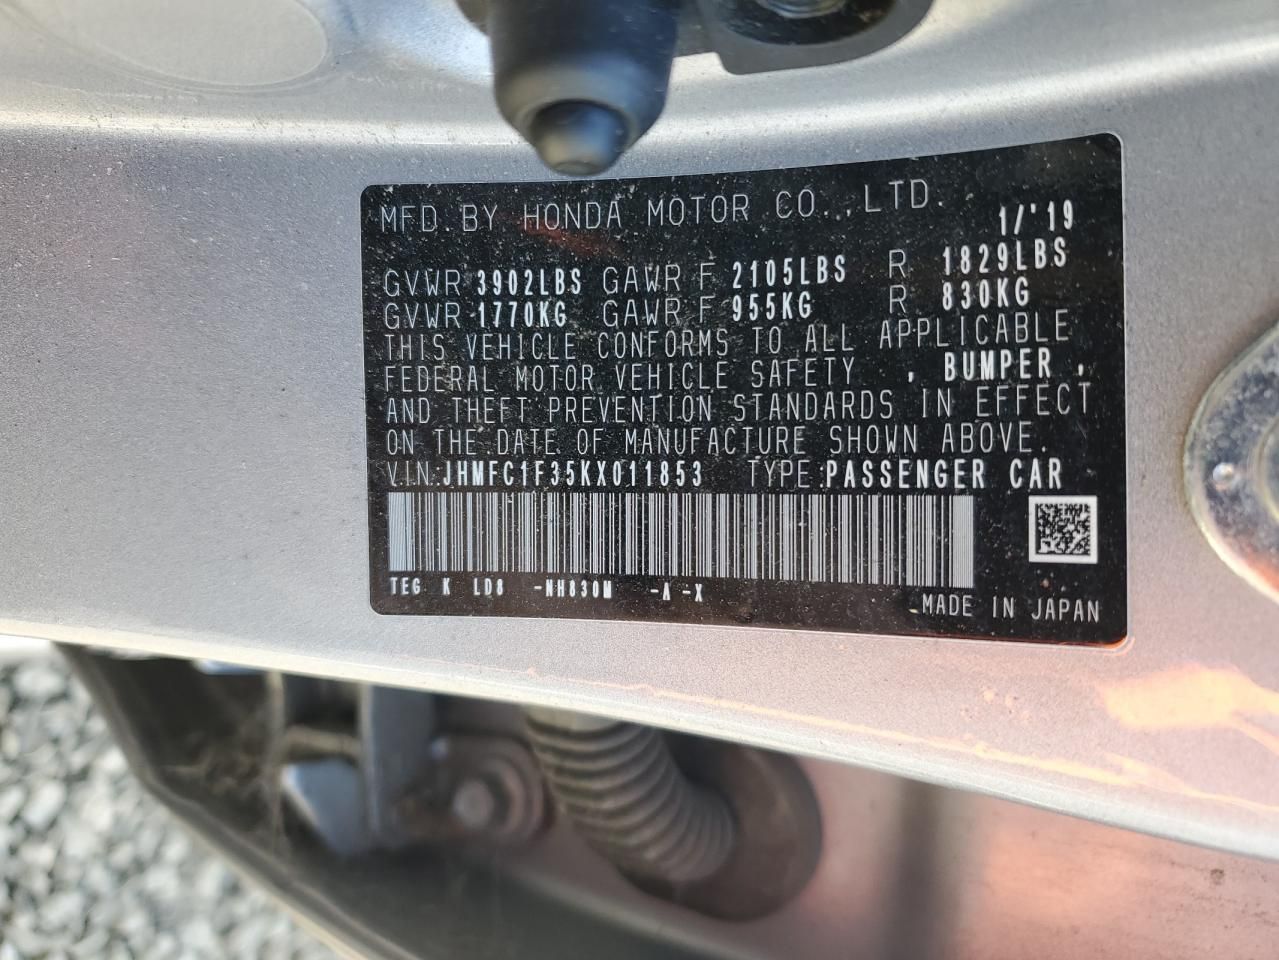 MFD. BY HONDA MOTOR CO., LTD. 1/'19
GVWR 3902LBS GAWR F 2105LBS R 1829LBS
GVWR 1770KG GAWR F 955KG R 830KG
THIS VEHICLE CONFORMS TO ALL APPLICABLE
FEDERAL MOTOR VEHICLE SAFETY , BUMPER ,
AND THEFT PREVENTION STANDARDS IN EFFECT
ON THE DATE OF MANUFACTURE SHOWN ABOVE.
VIN:JHMFC1F35KX011853 TYPE:PASSENGER CAR
TEG K LD8 -NH830M -A -X
MADE IN JAPAN